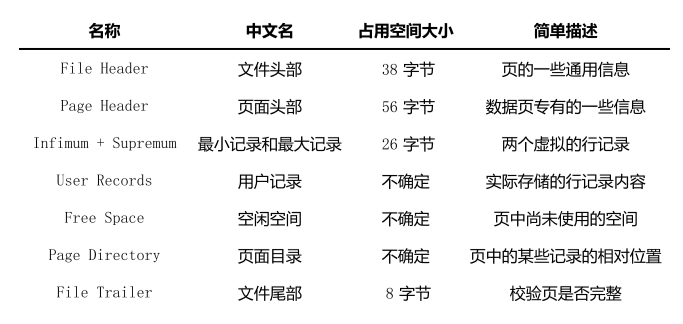 名称 中文名 占用空间大小 简单描述
File Header 文件头部 38 字节 页的一些通用信息
Page Header 页面头部 56 字节 数据页专有的一些信息
Infimum + Supremum 最小记录和最大记录 26 字节 两个虚拟的行记录
User Records 用户记录 不确定 实际存储的行记录内容
Free Space 空闲空间 不确定 页中尚未使用的空间
Page Directory 页面目录 不确定 页中的某些记录的相对位置
File Trailer 文件尾部 8 字节 校验页是否完整